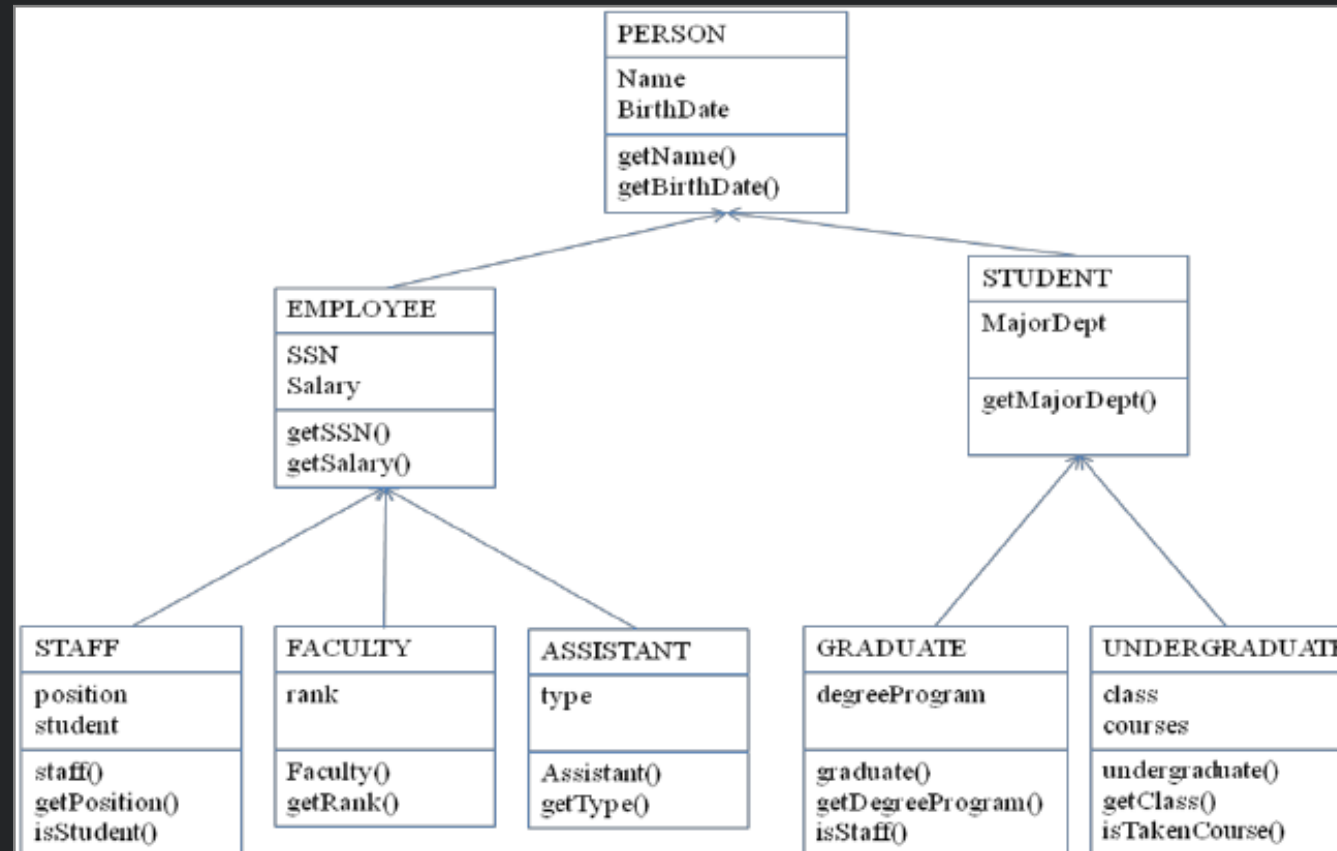 PERSON
Name
BirthDate
getName()
getBirthDate()
EMPLOYEE
SSN
Salary
getSSN()
getSalary()
STUDENT
MajorDept
getMajorDept()
STAFF
position
student
staff()
getPosition()
isStudent()
FACULTY
rank
Faculty()
getRank()
ASSISTANT
type
Assistant()
getType()
GRADUATE
degreeProgram
graduate()
getDegreeProgram()
isStaff()
UNDERGRADUATE
class
courses
undergraduate()
getClass()
isTakenCourse()